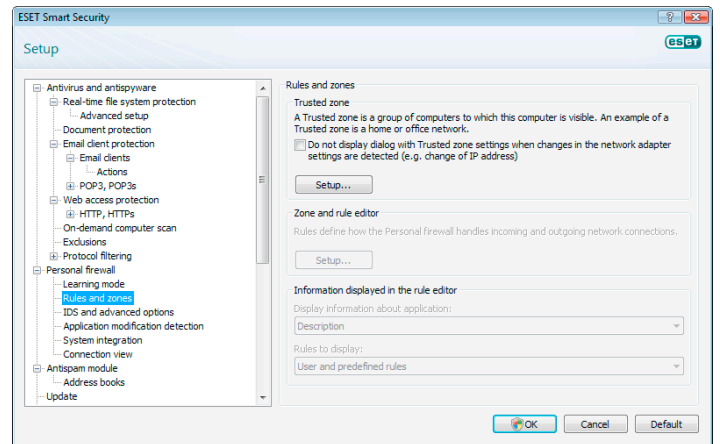 ESET Smart Security
Setup
eset
Antivirus and antispyware
Real-time file system protection
Advanced setup
Document protection
Email client protection
Email clients
Actions
POP3, POP3s
Web access protection
HTTP, HTTPs
On-demand computer scan
Exclusions
Protocol filtering
Personal firewall
Learning mode
Rules and zones
IDS and advanced options
Application modification detection
System integration
Connection view
Antispam module
Address books
Update
Rules and zones
Trusted zone
A Trusted zone is a group of computers to which this computer is visible. An example of a
Trusted zone is a home or office network.
Do not display dialog with Trusted zone settings when changes in the network adapter
settings are detected (e.g. change of IP address)
Setup...
Zone and rule editor
Rules define how the Personal firewall handles incoming and outgoing network connections.
Setup...
Information displayed in the rule editor
Display information about application:
Description
Rules to display:
User and predefined rules
OK
Cancel
Default